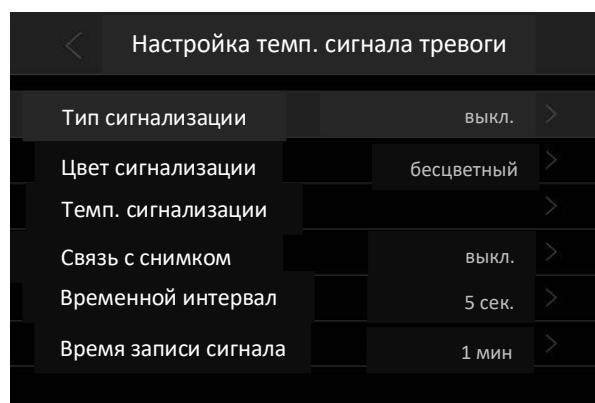 Настройка темп. сигнала тревоги
Тип сигнализации выкл.
Цвет сигнализации бесцветный
Темп. сигнализации
Связь с снимком выкл.
Временной интервал 5 сек.
Время записи сигнала 1 мин